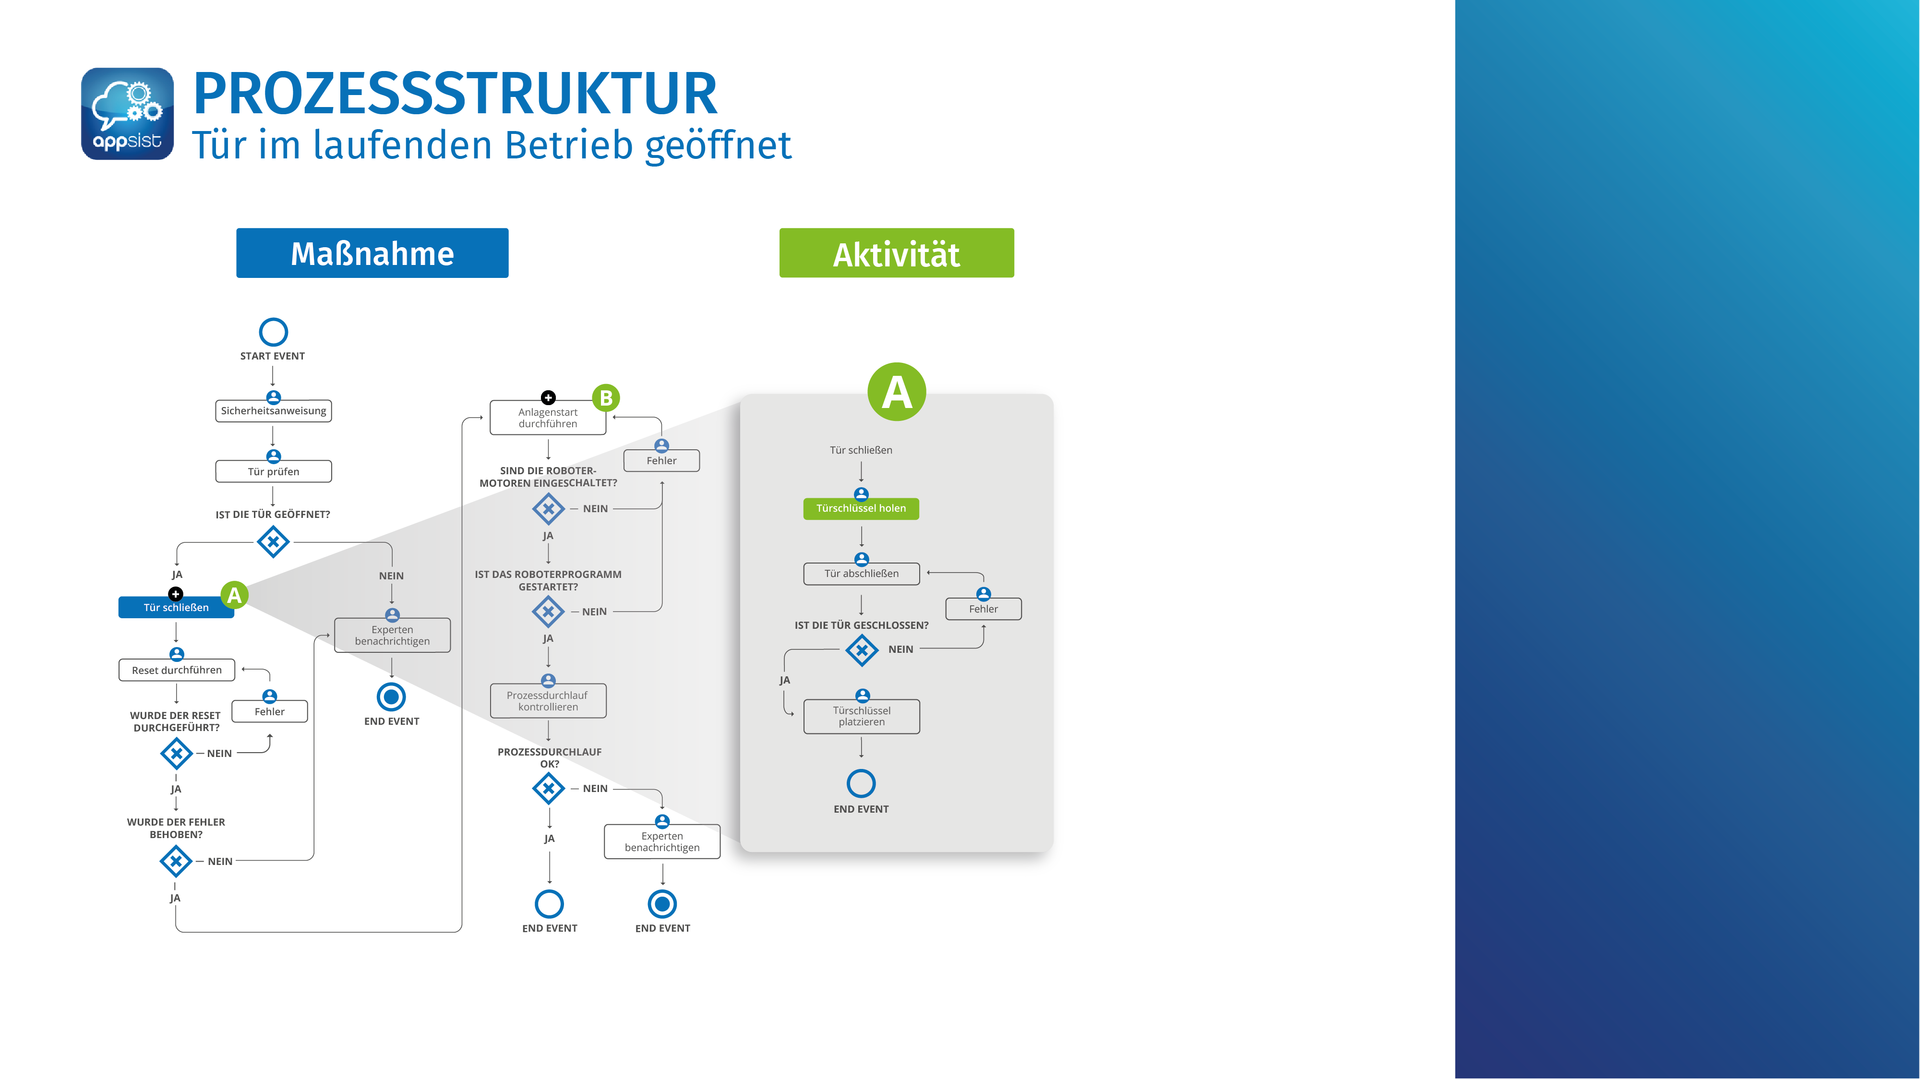 appsist
PROZESSSTRUKTUR
Tür im laufenden Betrieb geöffnet
Maßnahme
START EVENT
Sicherheitsanweisung
Tür prüfen
IST DIE TÜR GEÖFFNET?
JA
NEIN
Tür schließen
A
Experten
benachrichtigen
END EVENT
Reset durchführen
Fehler
WURDE DER RESET
DURCHGEFÜHRT?
NEIN
JA
WURDE DER FEHLER
BEHOBEN?
NEIN
JA
B
Anlagenstart
durchführen
Fehler
SIND DIE ROBOTER-
MOTOREN EINGESCHALTET?
NEIN
JA
IST DAS ROBOTERPROGRAMM
GESTARTET?
NEIN
JA
Prozessdurchlauf
kontrollieren
PROZESSDURCHLAUF
OK?
NEIN
JA
Experten
benachrichtigen
END EVENT
END EVENT
Aktivität
A
Tür schließen
Türschlüssel holen
Tür abschließen
Fehler
IST DIE TÜR GESCHLOSSEN?
NEIN
JA
Türschlüssel
platzieren
END EVENT